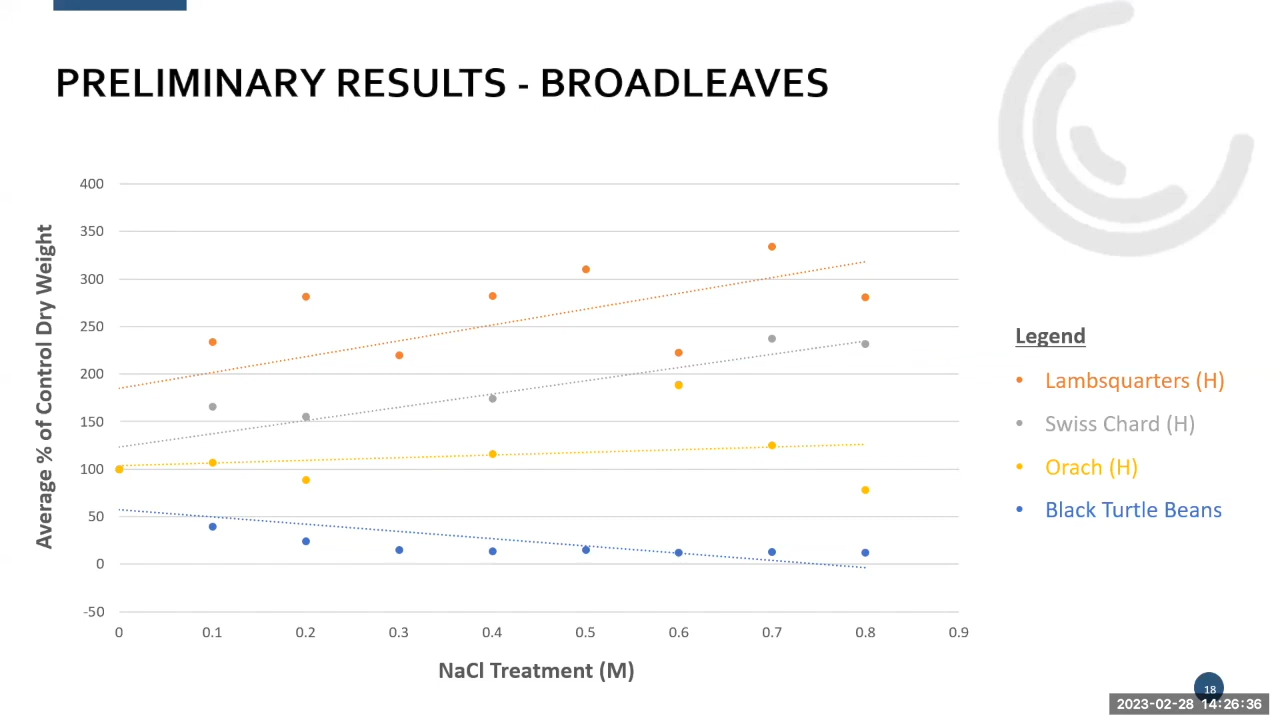 PRELIMINARY RESULTS - BROADLEAVES
Average % of Control Dry Weight
400
350
300
250
200
150
100
50
0
-50
0 0.1 0.2 0.3 0.4 0.5 0.6 0.7 0.8 0.9
NaCl Treatment (M)
Legend
• Lambsquarters (H)
• Swiss Chard (H)
• Orach (H)
• Black Turtle Beans
18
2023-02-28 14:26:36